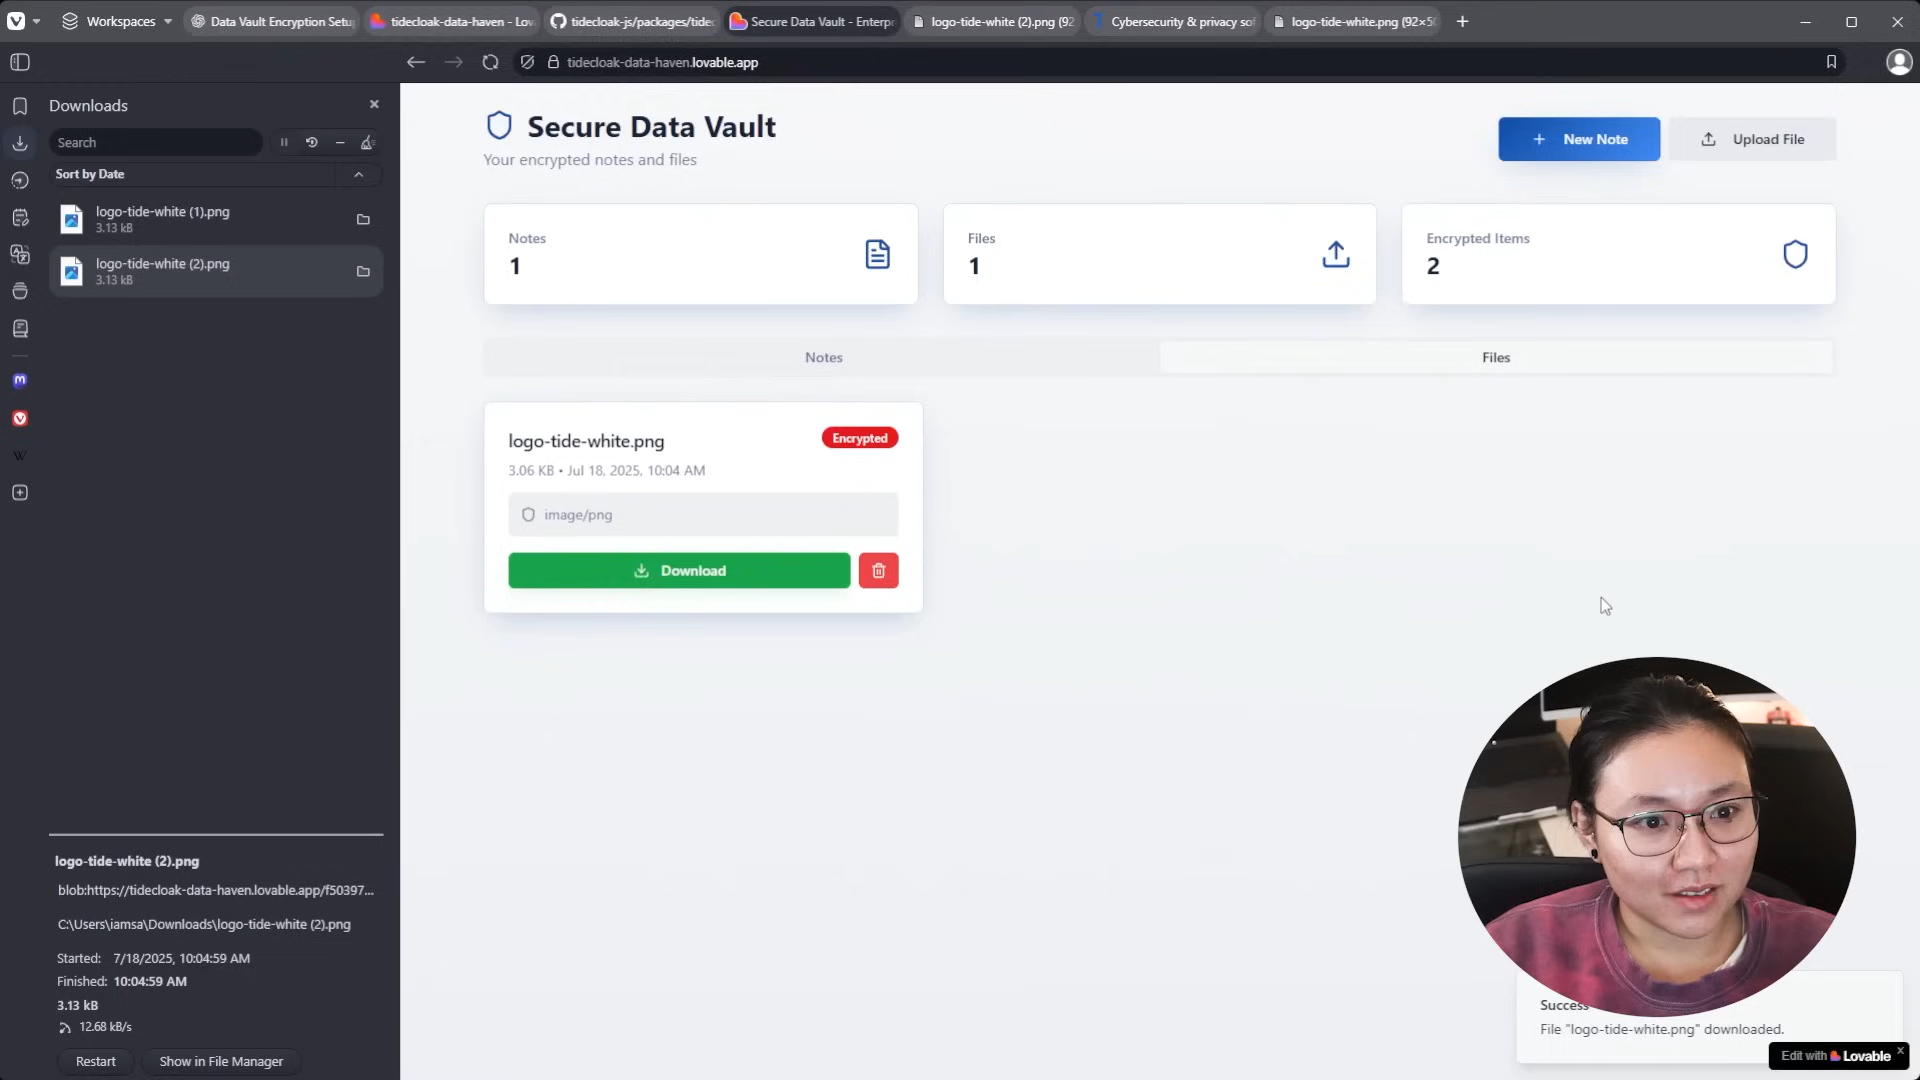 Workspaces
Data Vault Encryption Setu
tidecloak-data-haven - Lov
tidecloak-js/packages/tidec
Secure Data Vault - Enterpr
logo-tide-white (2).png (92
Cybersecurity & privacy sof
logo-tide-white.png (92×50
tidecloak-data-haven.lovable.app
Downloads
Search
Sort by Date
logo-tide-white (1).png
3.13 kB
logo-tide-white (2).png
3.13 kB
logo-tide-white (2).png
blob:https://tidecloak-data-haven.lovable.app/f50397...
C:\Users\iamsa\Downloads\logo-tide-white (2).png
Started: 7/18/2025, 10:04:59 AM
Finished: 10:04:59 AM
3.13 kB
12.68 kB/s
Restart
Show in File Manager
Secure Data Vault
Your encrypted notes and files
New Note
Upload File
Notes
1
Files
1
Encrypted Items
2
Notes
Files
logo-tide-white.png
Encrypted
3.06 KB • Jul 18, 2025, 10:04 AM
image/png
Download
Success
File "logo-tide-white.png" downloaded.
Edit with Lovable